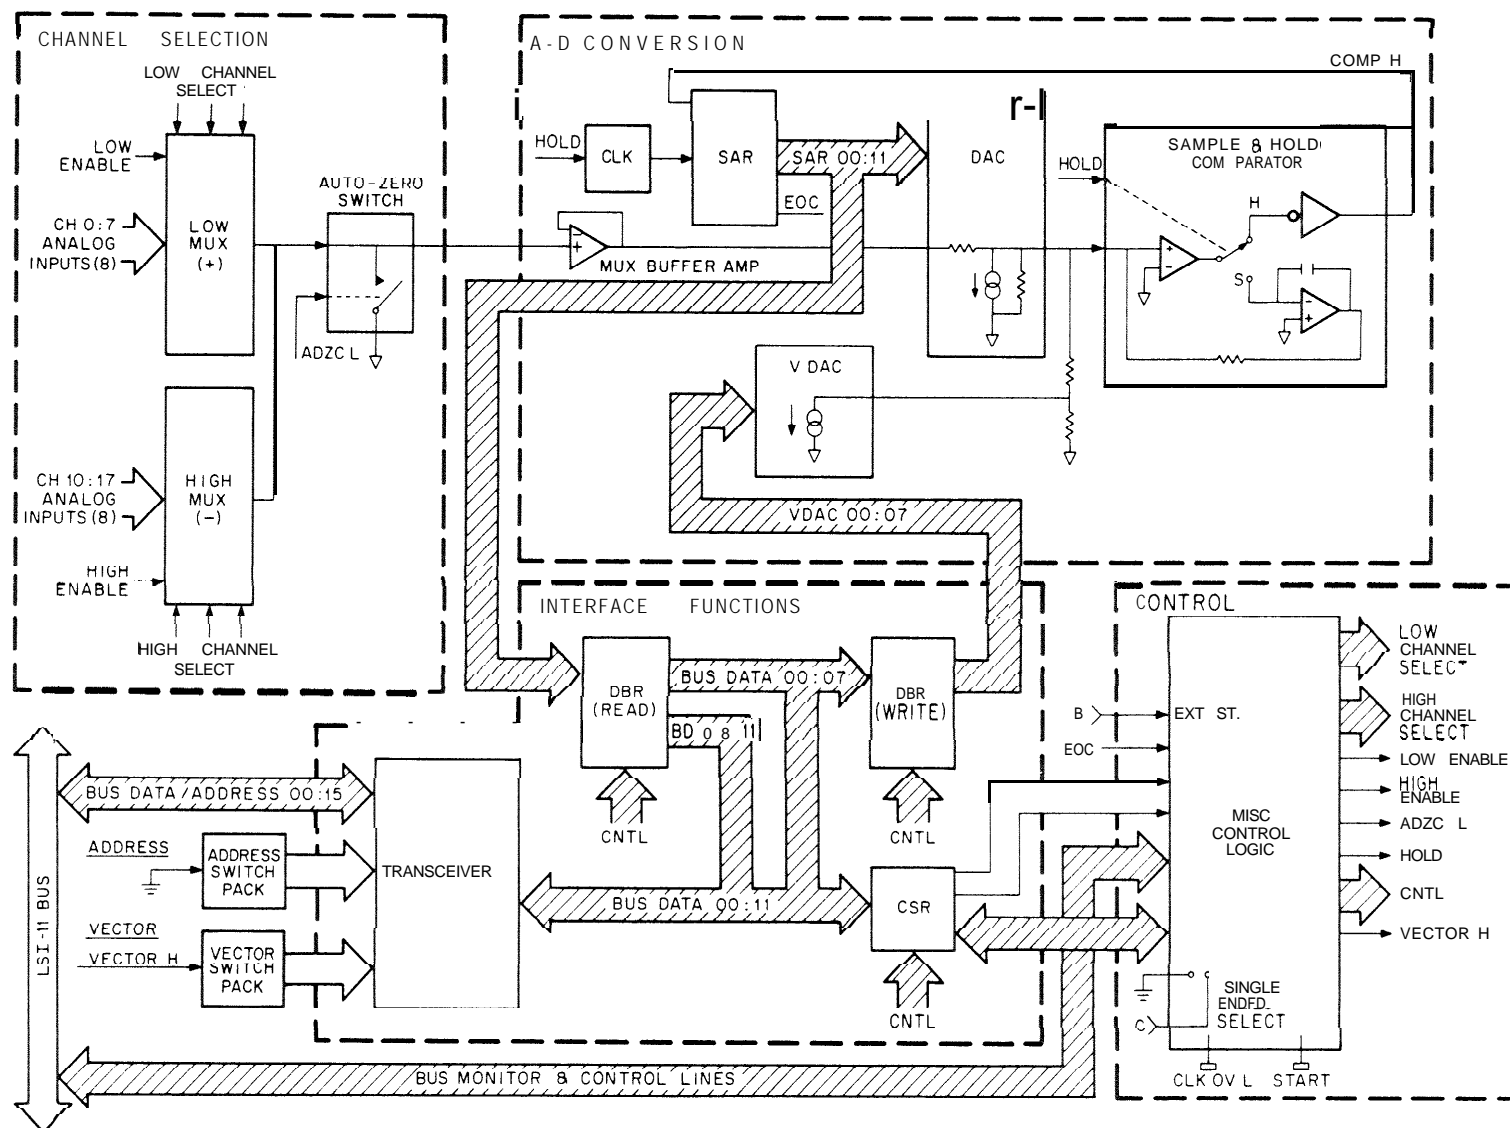 CHANNEL SELECTION
LOW CHANNEL
SELECT
LOW
ENABLE
CH 0:7
ANALOG
INPUTS (8)
LOW
MUX
(+)
AUTO-ZERO
SWITCH
ADZC L
CH 10:17
ANALOG
INPUTS (8)
HIGH
MUX
(-)
HIGH
ENABLE
HIGH CHANNEL
SELECT
A-D CONVERSION
COMP H
HOLD
CLK
SAR
SAR 00:11
EOC
DAC
r-l
HOLD
SAMPLE & HOLD
COM PARATOR
H
S
+
-
-
+
+
MUX BUFFER AMP
V DAC
VDAC 00:07
INTERFACE FUNCTIONS
DBR
(READ)
BUS DATA 00:07
BD 08 11
DBR
(WRITE)
CNTL
CNTL
BUS DATA/ADDRESS 00:15
ADDRESS
ADDRESS
SWITCH
PACK
VECTOR
VECTOR H
VECTOR
SWITCH
PACK
TRANSCEIVER
BUS DATA 00:11
CSR
CNTL
LSI-11 BUS
BUS MONITOR & CONTROL LINES
CONTROL
B
EXT ST.
EOC
MISC
CONTROL
LOGIC
SINGLE
ENDED
SELECT
C
CLK OV L START
LOW
CHANNEL
SELECT
HIGH
CHANNEL
SELECT
LOW ENABLE
HIGH
ENABLE
ADZC L
HOLD
CNTL
VECTOR H